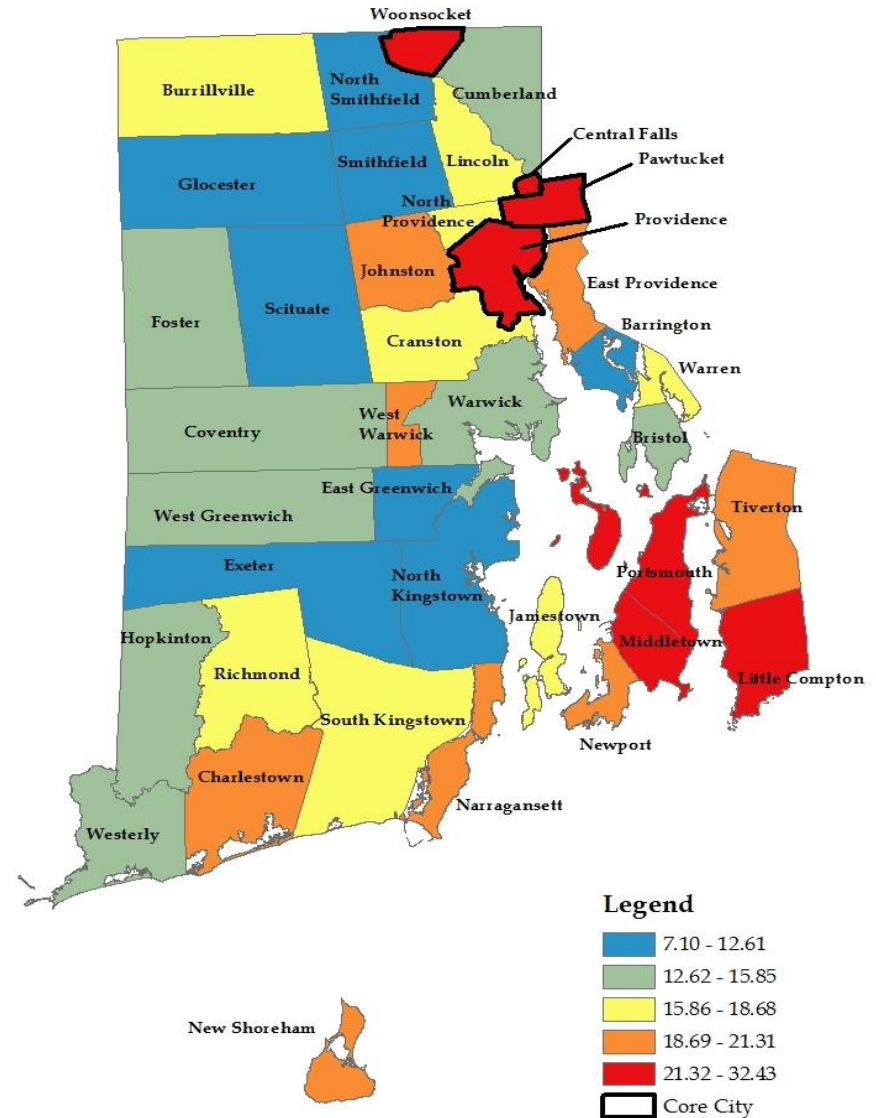 Woonsocket
Burrillville
North
Smithfield
Cumberland
Central Falls
Pawtucket
Smithfield
Lincoln
Glocester
North
Providence
Providence
Johnston
East Providence
Foster
Scituate
Barrington
Cranston
Warren
West
Warwick
Warwick
Coventry
Bristol
East Greenwich
West Greenwich
Tiverton
Exeter
North
Kingstown
Portsmouth
Jamestown
Hopkinton
Middletown
Richmond
Little Compton
South Kingstown
Newport
Charlestown
Narragansett
Westerly
New Shoreham
Legend
7.10 - 12.61
12.62 - 15.85
15.86 - 18.68
18.69 - 21.31
21.32 - 32.43
Core City